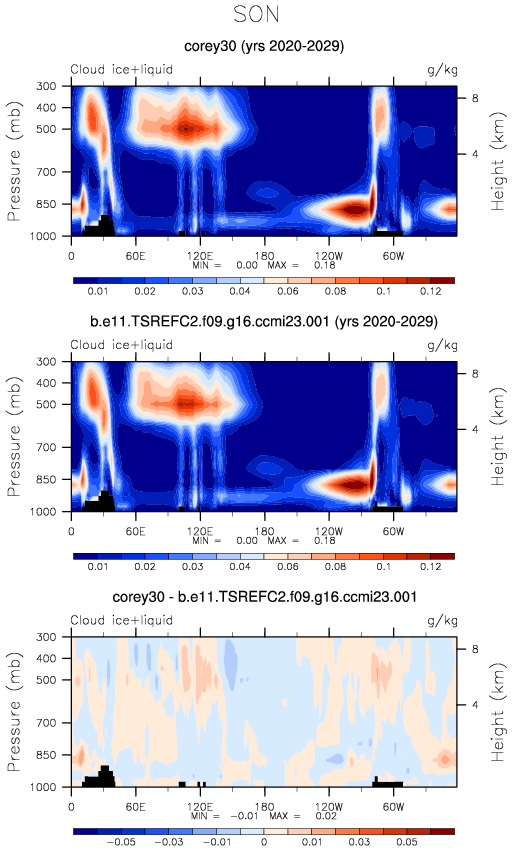 SON
corey30 (yrs 2020-2029)
Cloud ice+liquid g/kg
300
400
500
700
850
1000
Pressure (mb)
8
4
Height (km)
0 60E 120E 180 120W 60W
MIN = 0.00 MAX = 0.18
0.01 0.02 0.03 0.04 0.06 0.08 0.1 0.12
b.e11.TSREFC2.f09.g16.ccmi23.001 (yrs 2020-2029)
Cloud ice+liquid g/kg
300
400
500
700
850
1000
Pressure (mb)
8
4
Height (km)
0 60E 120E 180 120W 60W
MIN = 0.00 MAX = 0.18
0.01 0.02 0.03 0.04 0.06 0.08 0.1 0.12
corey30 - b.e11.TSREFC2.f09.g16.ccmi23.001
Cloud ice+liquid g/kg
300
400
500
700
850
1000
Pressure (mb)
8
4
Height (km)
0 60E 120E 180 120W 60W
MIN = -0.01 MAX = 0.02
-0.05 -0.03 -0.01 0 0.01 0.03 0.05